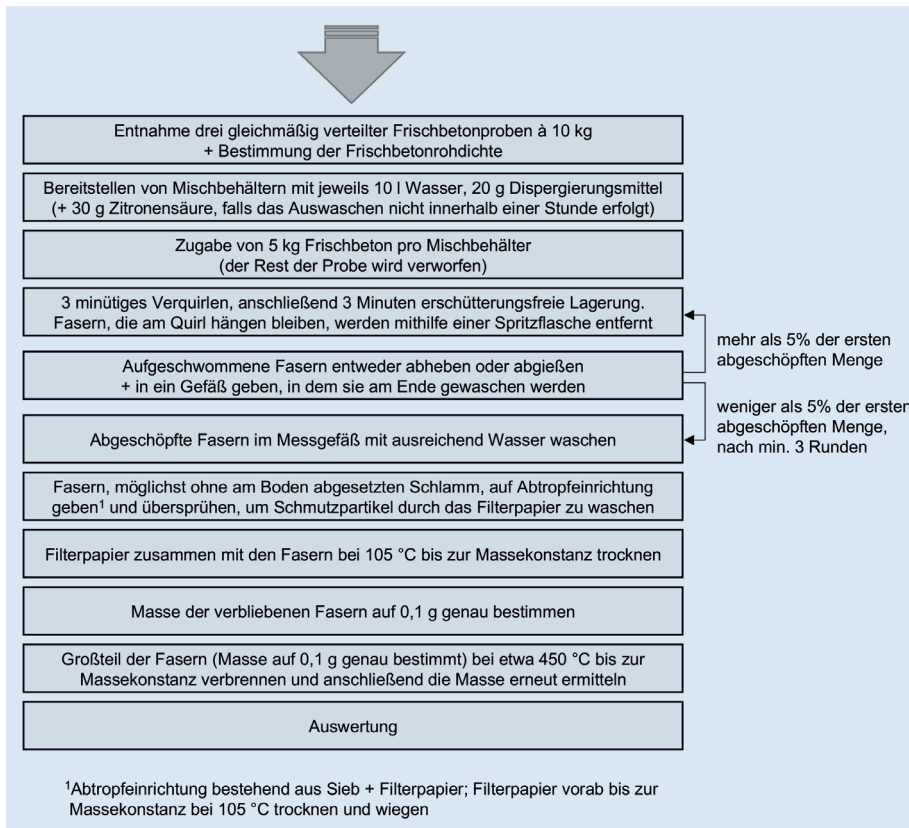 Entnahme drei gleichmäßig verteilter Frischbetonproben à 10 kg
+ Bestimmung der Frischbetonrohdichte
Bereitstellen von Mischbehältern mit jeweils 10 l Wasser, 20 g Dispergierungsmittel
(+ 30 g Zitronensäure, falls das Auswaschen nicht innerhalb einer Stunde erfolgt)
Zugabe von 5 kg Frischbeton pro Mischbehälter
(der Rest der Probe wird verworfen)
3 minütiges Verquirlen, anschließend 3 Minuten erschütterungsfreie Lagerung.
Fasern, die am Quirl hängen bleiben, werden mithilfe einer Spritzflasche entfernt
mehr als 5% der ersten
abgeschöpften Menge
Aufgeschwommene Fasern entweder abheben oder abgießen
+ in ein Gefäß geben, in dem sie am Ende gewaschen werden
weniger als 5% der ersten
abgeschöpften Menge,
nach min. 3 Runden
Abgeschöpfte Fasern im Messgefäß mit ausreichend Wasser waschen
Fasern, möglichst ohne am Boden abgesetzten Schlamm, auf Abtropfeinrichtung
geben¹ und übersprühen, um Schmutzpartikel durch das Filterpapier zu waschen
Filterpapier zusammen mit den Fasern bei 105 °C bis zur Massekonstanz trocknen
Masse der verbliebenen Fasern auf 0,1 g genau bestimmen
Großteil der Fasern (Masse auf 0,1 g genau bestimmt) bei etwa 450 °C bis zur
Massekonstanz verbrennen und anschließend die Masse erneut ermitteln
Auswertung
¹Abtropfeinrichtung bestehend aus Sieb + Filterpapier; Filterpapier vorab bis zur
Massekonstanz bei 105 °C trocknen und wiegen